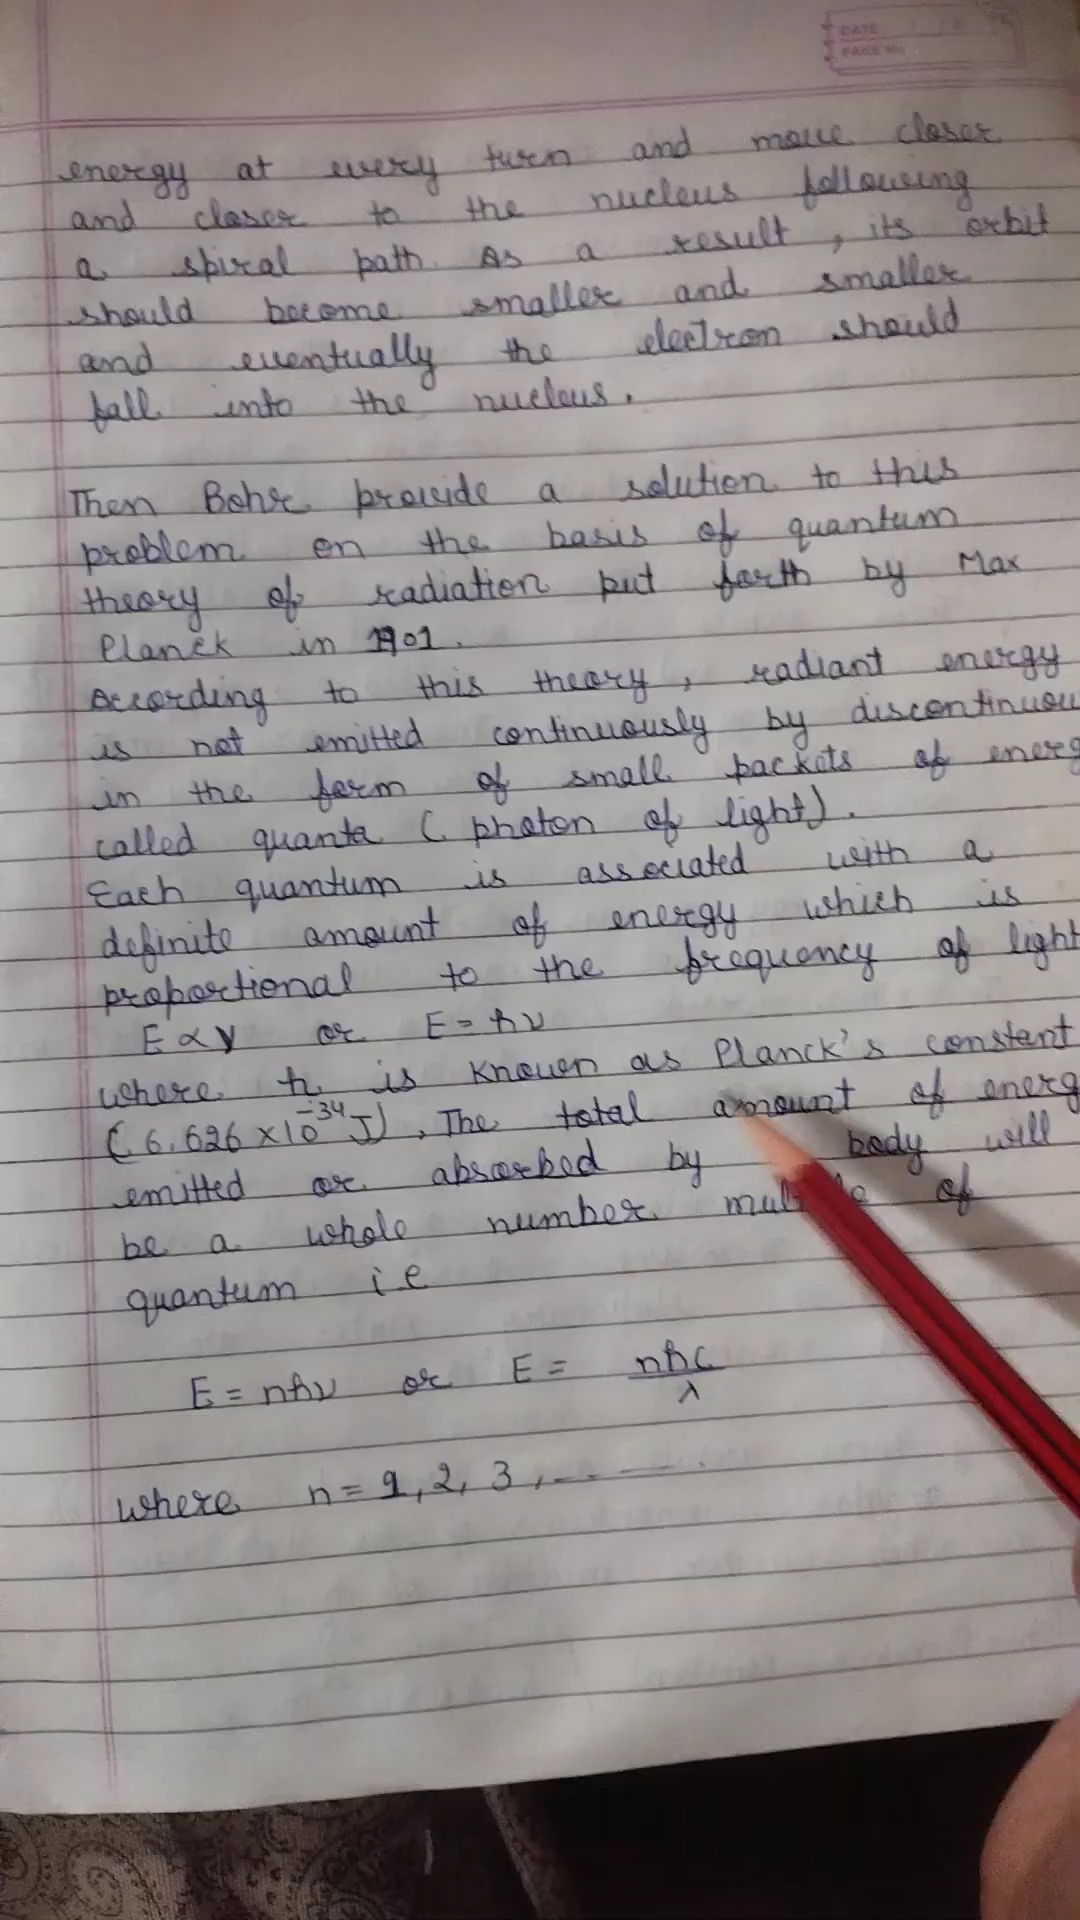 DATE
PAGE No.
energy at every turn and move closer
and closer to the nucleus following
a spiral path. As a result, its orbit
should become smaller and smaller
and eventually the electron should
fall into the nucleus.
Then Bohr provide a solution to this
problem on the basis of quantum
theory of radiation put forth by Max
Planck in 1901.
According to this theory, radiant energy
is not emitted continuously by discontinuou
in the form of small packets of energ
called quanta (photon of light).
Each quantum is associated with a
definite amount of energy which is
proportional to the frequency of light
E ∝ ν or E = hν
where h is known as Planck's constant
(6.626 × 10⁻³⁴ J). The total amount of energ
emitted or absorbed by body will
be a whole number of
quantum i e
E = nhν or E = nhc/λ
where n = 1, 2, 3, .........